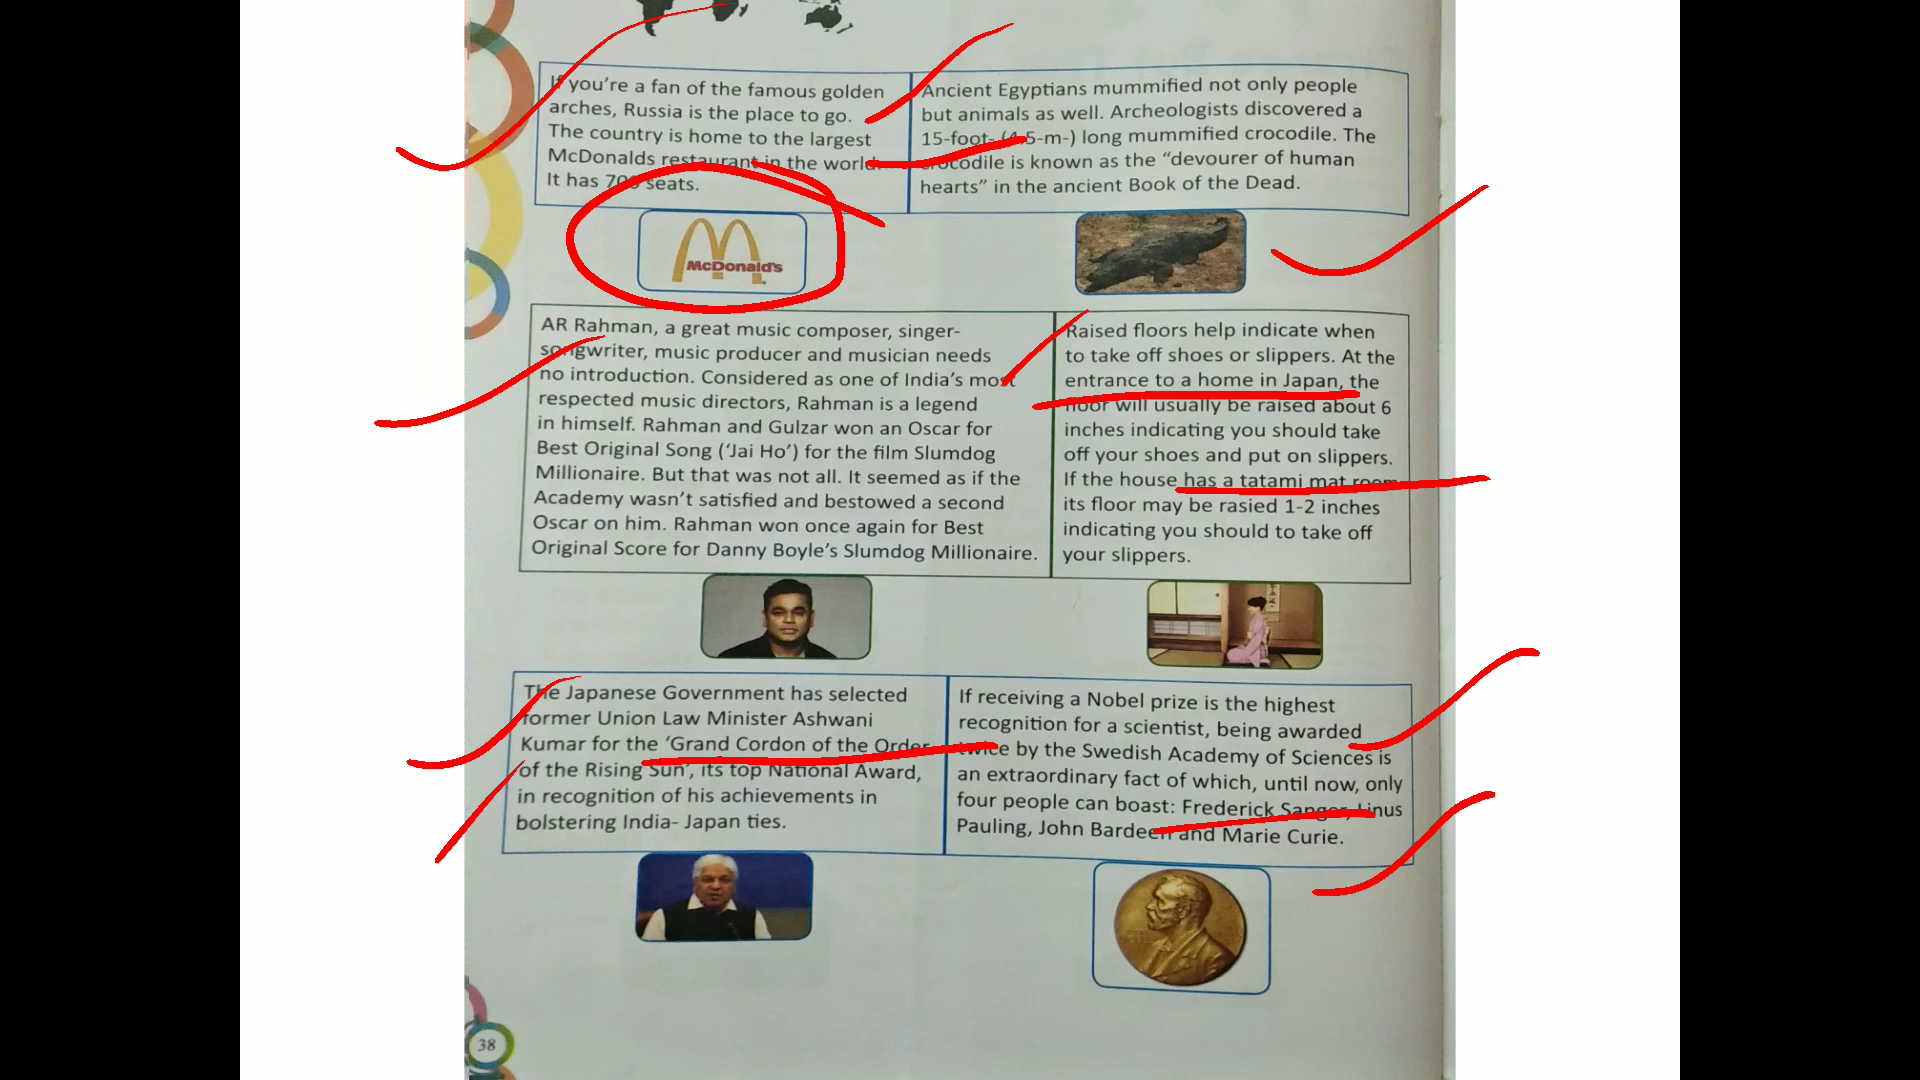 If you're a fan of the famous golden
arches, Russia is the place to go.
The country is home to the largest
McDonalds restaurant in the world.
It has 700 seats.
Ancient Egyptians mummified not only people
but animals as well. Archeologists discovered a
15-foot- (4.5-m-) long mummified crocodile. The
crocodile is known as the “devourer of human
hearts” in the ancient Book of the Dead.
McDonald's
AR Rahman, a great music composer, singer-
songwriter, music producer and musician needs
no introduction. Considered as one of India's most
respected music directors, Rahman is a legend
in himself. Rahman and Gulzar won an Oscar for
Best Original Song (‘Jai Ho’) for the film Slumdog
Millionaire. But that was not all. It seemed as if the
Academy wasn't satisfied and bestowed a second
Oscar on him. Rahman won once again for Best
Original Score for Danny Boyle's Slumdog Millionaire.
Raised floors help indicate when
to take off shoes or slippers. At the
entrance to a home in Japan, the
floor will usually be raised about 6
inches indicating you should take
off your shoes and put on slippers.
If the house has a tatami mat room
its floor may be rasied 1-2 inches
indicating you should to take off
your slippers.
The Japanese Government has selected
former Union Law Minister Ashwani
Kumar for the ‘Grand Cordon of the Order
of the Rising Sun’, its top National Award,
in recognition of his achievements in
bolstering India- Japan ties.
If receiving a Nobel prize is the highest
recognition for a scientist, being awarded
twice by the Swedish Academy of Sciences is
an extraordinary fact of which, until now, only
four people can boast: Frederick Sanger, Linus
Pauling, John Bardeen and Marie Curie.
38